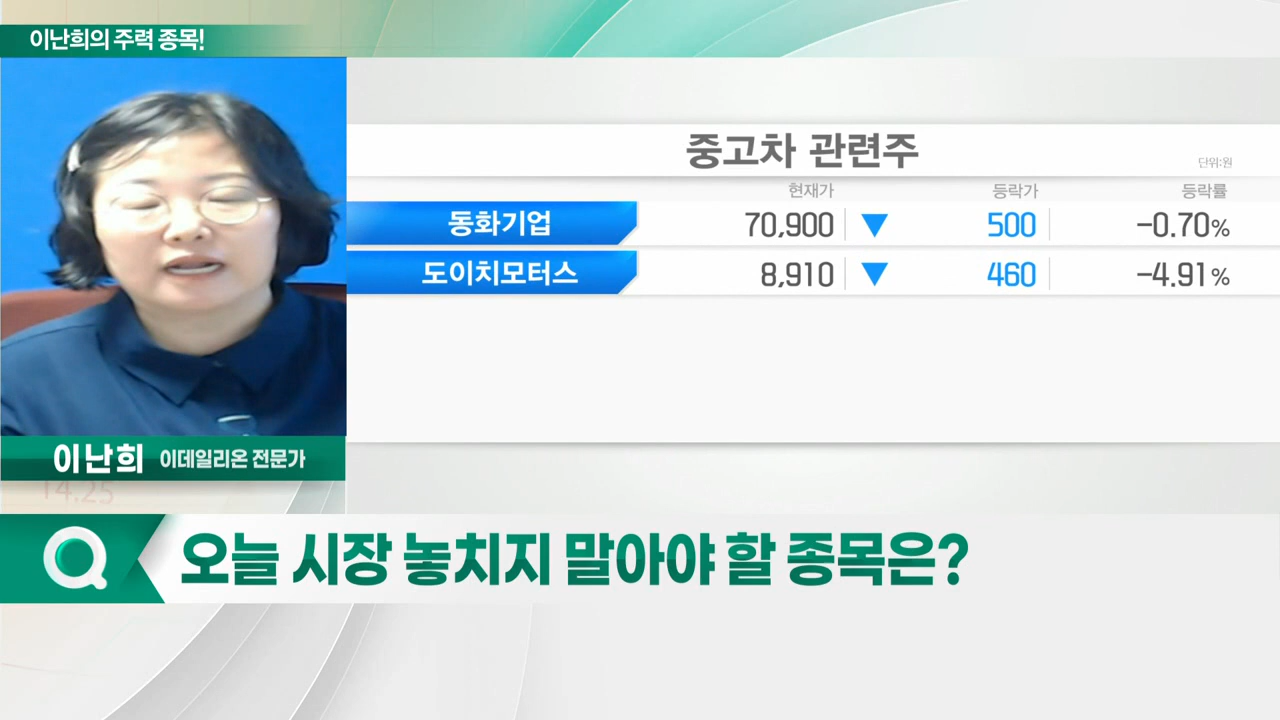 이난희의 주력 종목!
중고차 관련주
단위:원
현재가 등락가 등락률
동화기업 70,900 ▼ 500 -0.70%
도이치모터스 8,910 ▼ 460 -4.91%
이난희 이데일리온 전문가
14.25
Q 오늘 시장 놓치지 말아야 할 종목은?